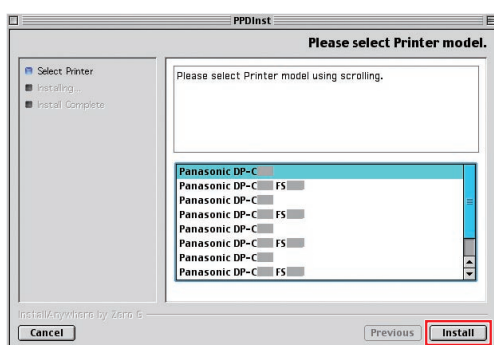 PPDInst
Please select Printer model.
Select Printer
Installing...
Install Complete
Please select Printer model using scrolling.
Panasonic DP-C
Panasonic DP-C FS
Panasonic DP-C
Panasonic DP-C FS
Panasonic DP-C
Panasonic DP-C FS
Panasonic DP-C
Panasonic DP-C FS
InstallAnywhere by Zero G
Cancel
Previous
Install